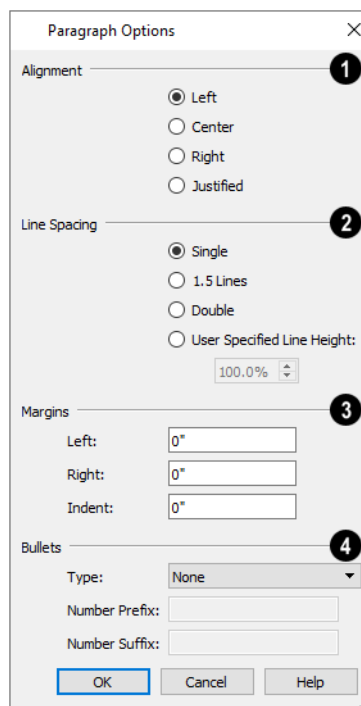 Paragraph Options
Alignment 1
Left
Center
Right
Justified
Line Spacing 2
Single
1.5 Lines
Double
User Specified Line Height:
100.0%
Margins 3
Left: 0"
Right: 0"
Indent: 0"
Bullets 4
Type: None
Number Prefix:
Number Suffix:
OK Cancel Help